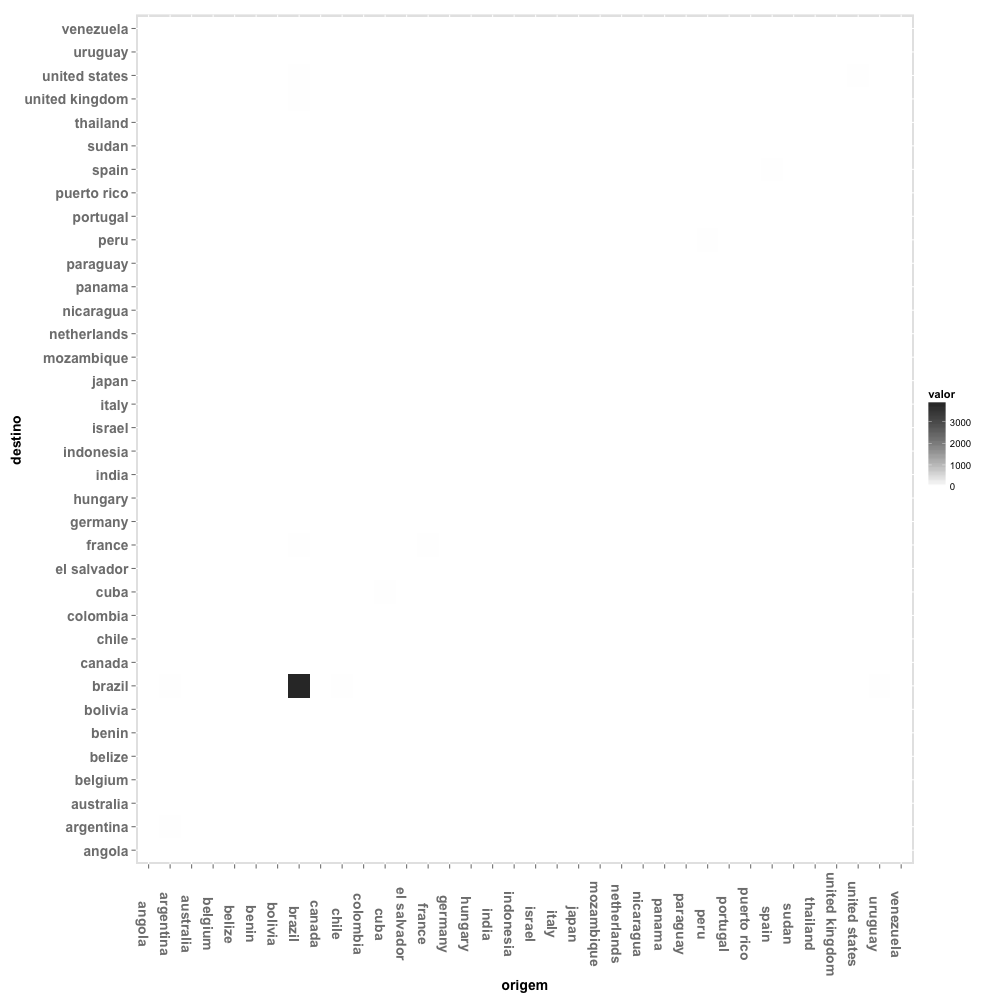 venezuela
uruguay
united states
united kingdom
thailand
sudan
spain
puerto rico
portugal
peru
paraguay
panama
nicaragua
netherlands
mozambique
japan
italy
israel
indonesia
india
hungary
germany
france
el salvador
cuba
colombia
chile
canada
brazil
bolivia
benin
belize
belgium
australia
argentina
angola
destino
valor
3000
2000
1000
0
angola
argentina
australia
belgium
belize
benin
bolivia
brazil
canada
chile
colombia
cuba
el salvador
france
germany
hungary
india
indonesia
israel
italy
japan
mozambique
netherlands
nicaragua
panama
paraguay
peru
portugal
puerto rico
spain
sudan
thailand
united kingdom
united states
uruguay
venezuela
origem